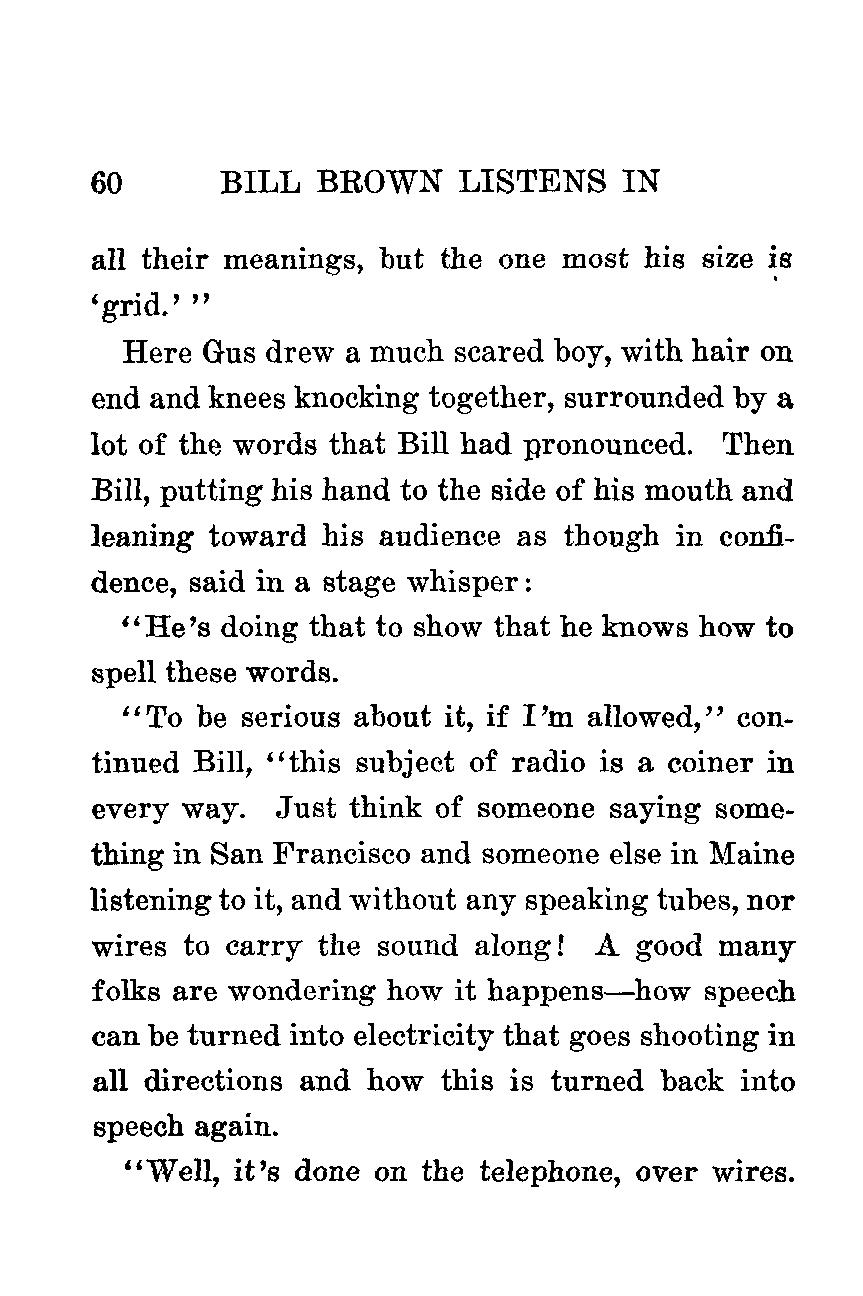 60 BILL BROWN LISTENS IN
all their meanings, but the one most his size is
‘grid.’ ”
Here Gus drew a much scared boy, with hair on
end and knees knocking together, surrounded by a
lot of the words that Bill had pronounced. Then
Bill, putting his hand to the side of his mouth and
leaning toward his audience as though in confi-
dence, said in a stage whisper:
“He’s doing that to show that he knows how to
spell these words.
“To be serious about it, if I’m allowed,” con-
tinued Bill, “this subject of radio is a coiner in
every way. Just think of someone saying some-
thing in San Francisco and someone else in Maine
listening to it, and without any speaking tubes, nor
wires to carry the sound along! A good many
folks are wondering how it happens—how speech
can be turned into electricity that goes shooting in
all directions and how this is turned back into
speech again.
“Well, it’s done on the telephone, over wires.